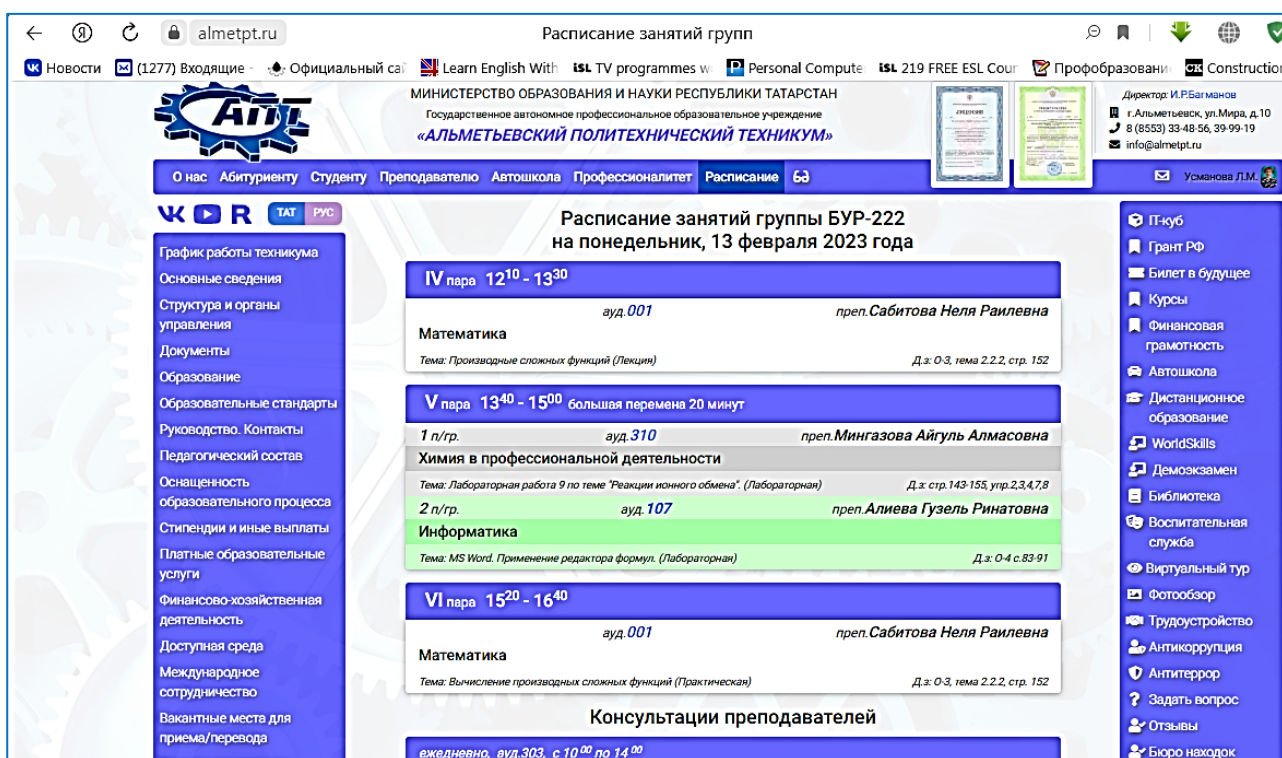 almetpt.ru
Расписание занятий групп
Новости
(1277) Входящие -
Официальный сай
Learn English With
ISL TV programmes w
Personal Compute
ISL 219 FREE ESL Cour
Профобразовани
СК Construction
АПТ
МИНИСТЕРСТВО ОБРАЗОВАНИЯ И НАУКИ РЕСПУБЛИКИ ТАТАРСТАН
Государственное автономное профессиональное образовательное учреждение
«АЛЬМЕТЬЕВСКИЙ ПОЛИТЕХНИЧЕСКИЙ ТЕХНИКУМ»
Директор: И.Р.Багманов
г.Альметьевск, ул.Мира, д.10
8 (8553) 33-48-56, 39-99-19
info@almetpt.ru
О нас Абитуриенту Студенту Преподавателю Автошкола Профессионалитет Расписание
Усманова Л.М.
ТАТ РУС
График работы техникума
Основные сведения
Структура и органы
управления
Документы
Образование
Образовательные стандарты
Руководство. Контакты
Педагогический состав
Оснащенность
образовательного процесса
Стипендии и иные выплаты
Платные образовательные
услуги
Финансово-хозяйственная
деятельность
Доступная среда
Международное
сотрудничество
Вакантные места для
приема/перевода
Расписание занятий группы БУР-222
на понедельник, 13 февраля 2023 года
IV пара 12¹⁰ - 13³⁰
ауд.001 преп.Сабитова Неля Раилевна
Математика
Тема: Производные сложных функций (Лекция) Д.з: О-3, тема 2.2.2, стр. 152
V пара 13⁴⁰ - 15⁰⁰ большая перемена 20 минут
1 п/гр. ауд.310 преп.Мингазова Айгуль Алмасовна
Химия в профессиональной деятельности
Тема: Лабораторная работа 9 по теме "Реакции ионного обмена". (Лабораторная) Д.з: стр.143-155, упр.2,3,4,7,8
2 п/гр. ауд.107 преп.Алиева Гузель Ринатовна
Информатика
Тема: MS Word. Применение редактора формул. (Лабораторная) Д.з: О-4 с.83-91
VI пара 15²⁰ - 16⁴⁰
ауд.001 преп.Сабитова Неля Раилевна
Математика
Тема: Вычисление производных сложных функций (Практическая) Д.з: О-3, тема 2.2.2, стр. 152
Консультации преподавателей
ежедневно, ауд.303, с 10⁰⁰ по 14⁰⁰
IT-куб
Грант РФ
Билет в будущее
Курсы
Финансовая
грамотность
Автошкола
Дистанционное
образование
WorldSkills
Демоэкзамен
Библиотека
Воспитательная
служба
Виртуальный тур
Фотообзор
Трудоустройство
Антикоррупция
Антитеррор
Задать вопрос
Отзывы
Бюро находок